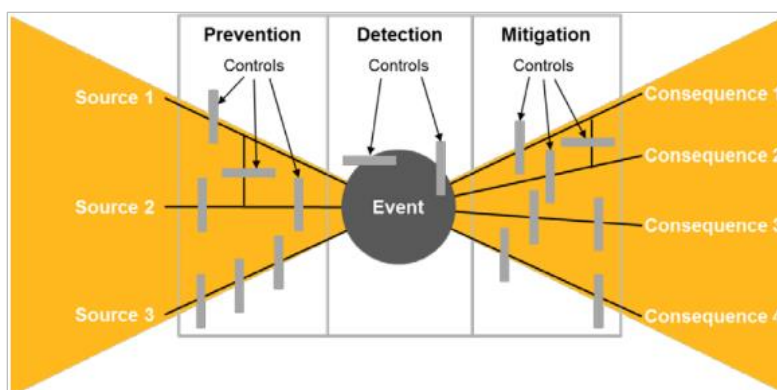 Prevention
Detection
Mitigation
Controls
Controls
Controls
Source 1
Source 2
Source 3
Event
Consequence 1
Consequence 2
Consequence 3
Consequence 4